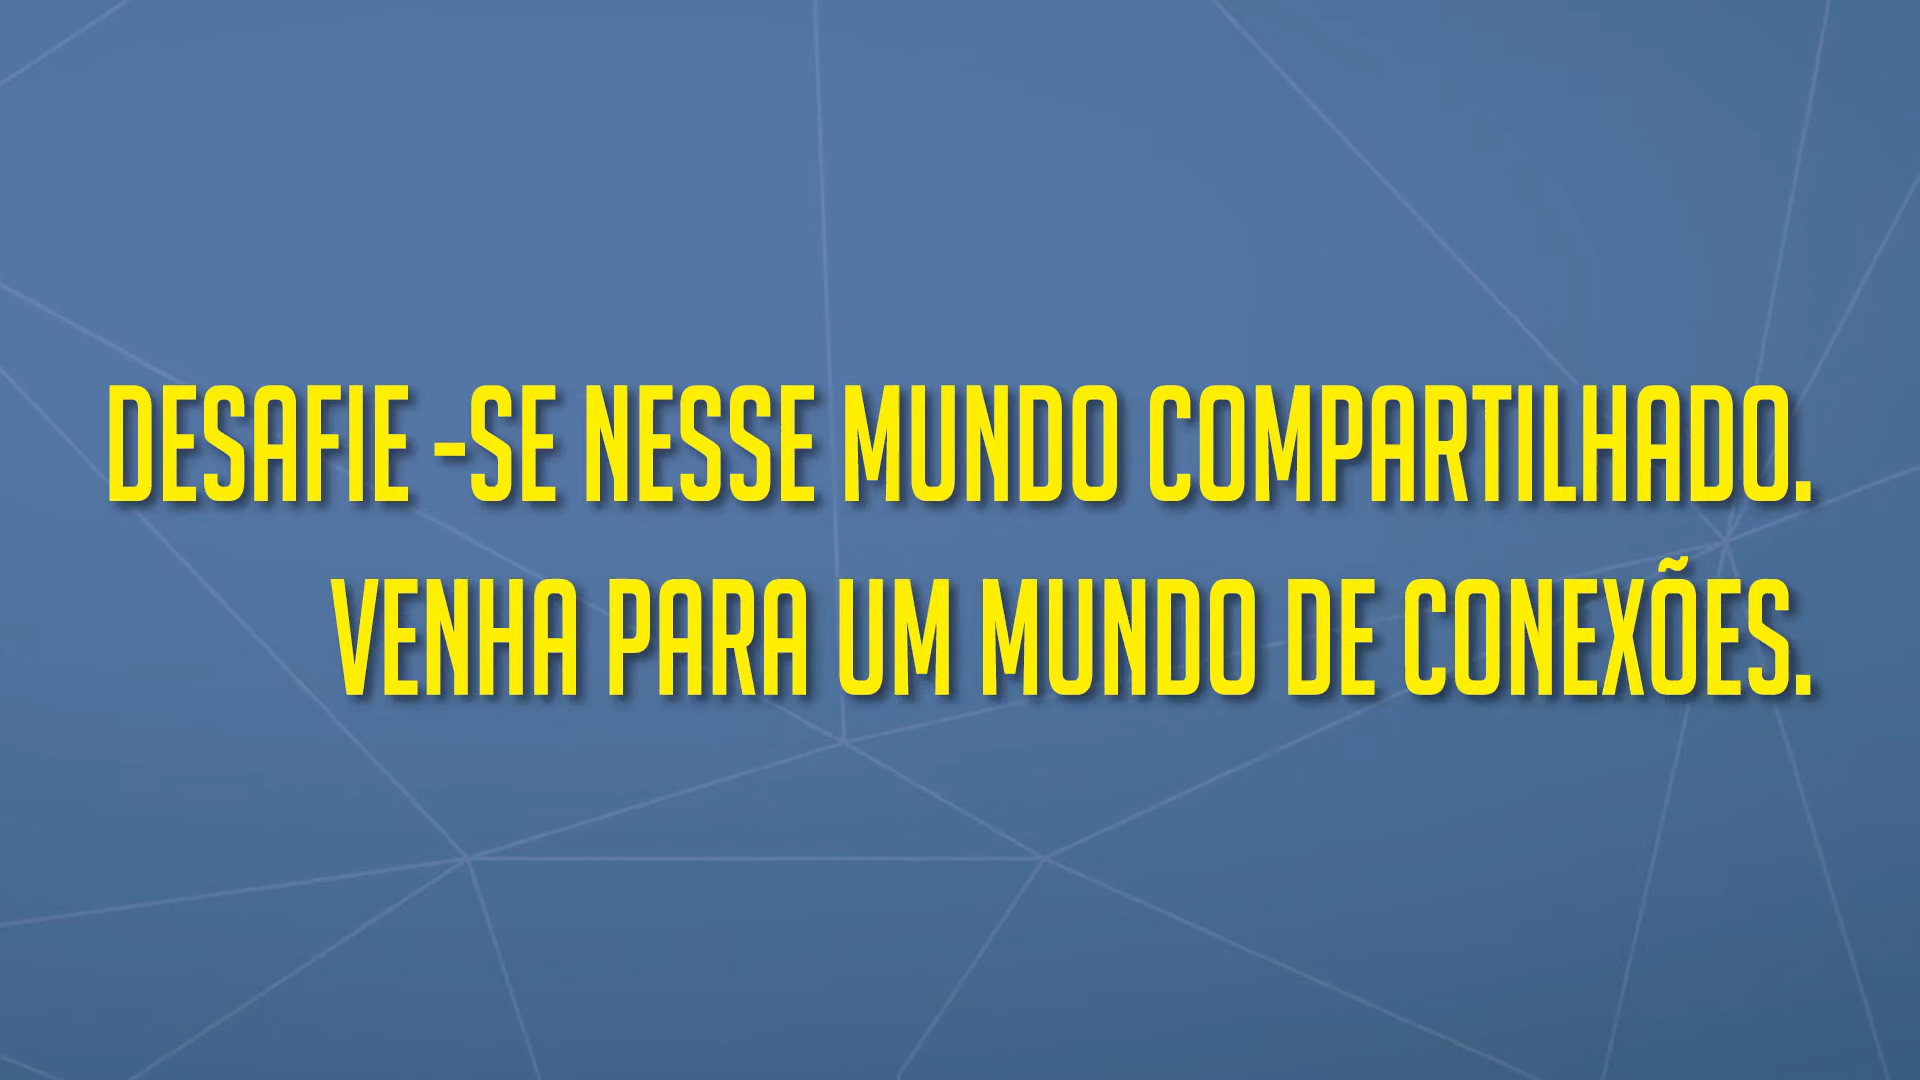 DESAFIE -SE NESSE MUNDO COMPARTILHADO.
VENHA PARA UM MUNDO DE CONEXÕES.